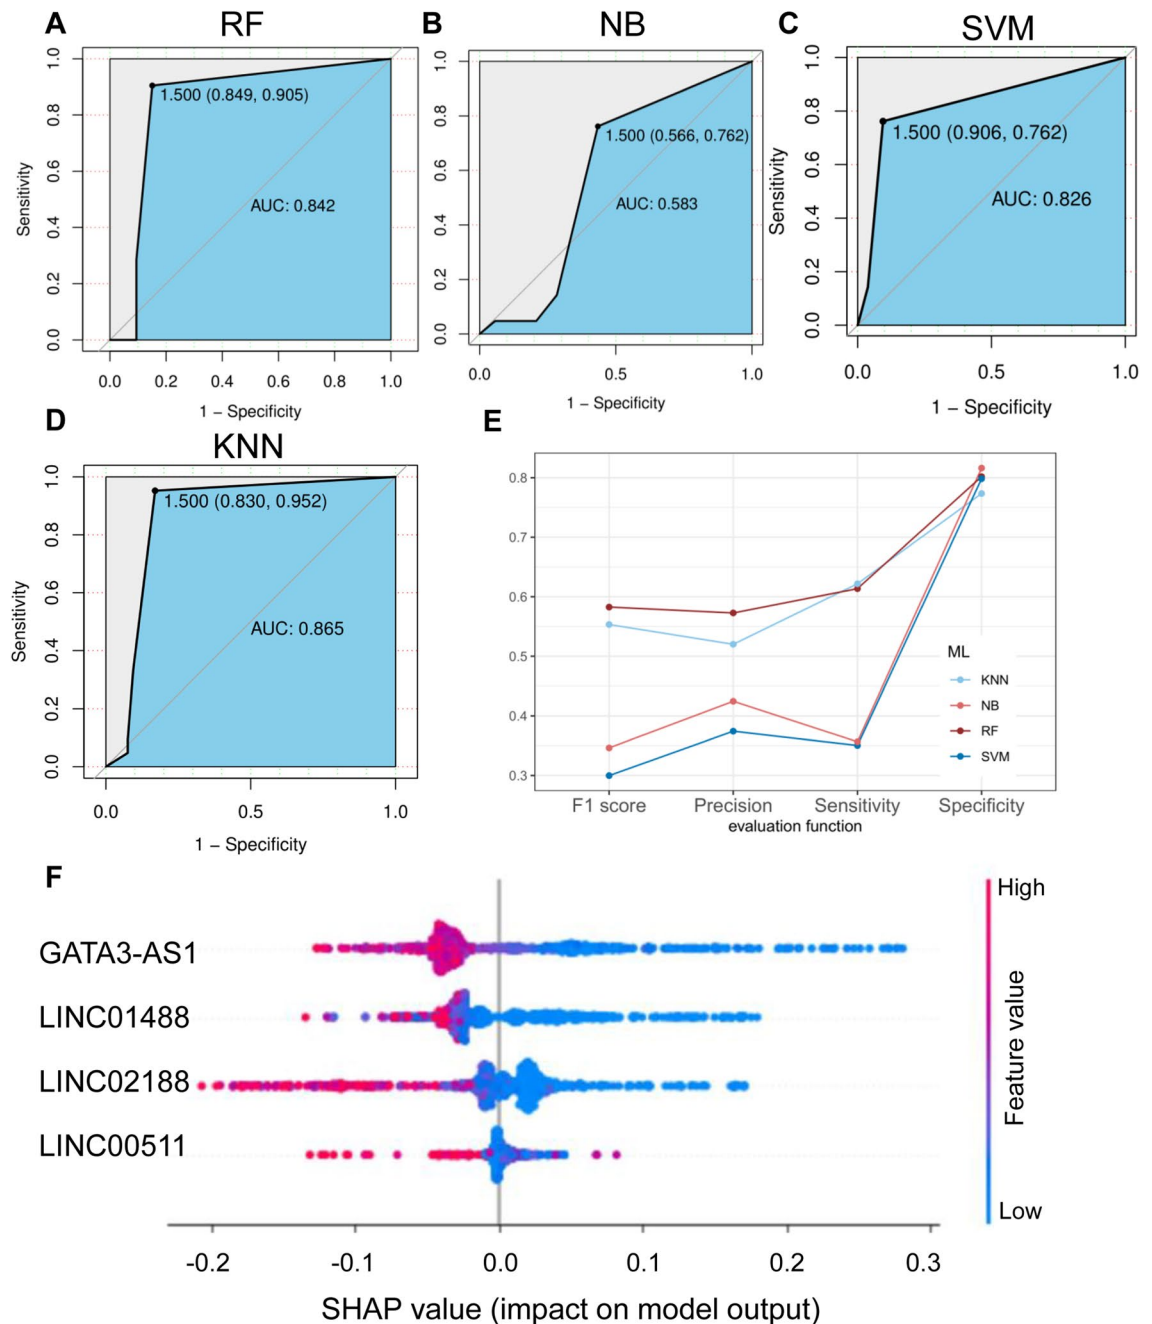 A
RF
Sensitivity
1.0
0.8
0.6
0.4
0.2
0.0
1.500 (0.849, 0.905)
AUC: 0.842
0.0 0.2 0.4 0.6 0.8 1.0
1 – Specificity
B
NB
1.0
0.8
0.6
0.4
0.2
0.0
1.500 (0.566, 0.762)
AUC: 0.583
0.0 0.5 1.0
1 – Specificity
C
SVM
Sensitivity
1.0
0.8
0.6
0.4
0.2
0.0
1.500 (0.906, 0.762)
AUC: 0.826
0.0 0.5 1.0
1 – Specificity
D
KNN
Sensitivity
1.0
0.8
0.6
0.4
0.2
0.0
1.500 (0.830, 0.952)
AUC: 0.865
0.0 0.5 1.0
1 – Specificity
E
0.8
0.7
0.6
0.5
0.4
0.3
ML
KNN
NB
RF
SVM
F1 score Precision Sensitivity Specificity
evaluation function
F
GATA3-AS1
LINC01488
LINC02188
LINC00511
High
Feature value
Low
-0.2 -0.1 0.0 0.1 0.2 0.3
SHAP value (impact on model output)